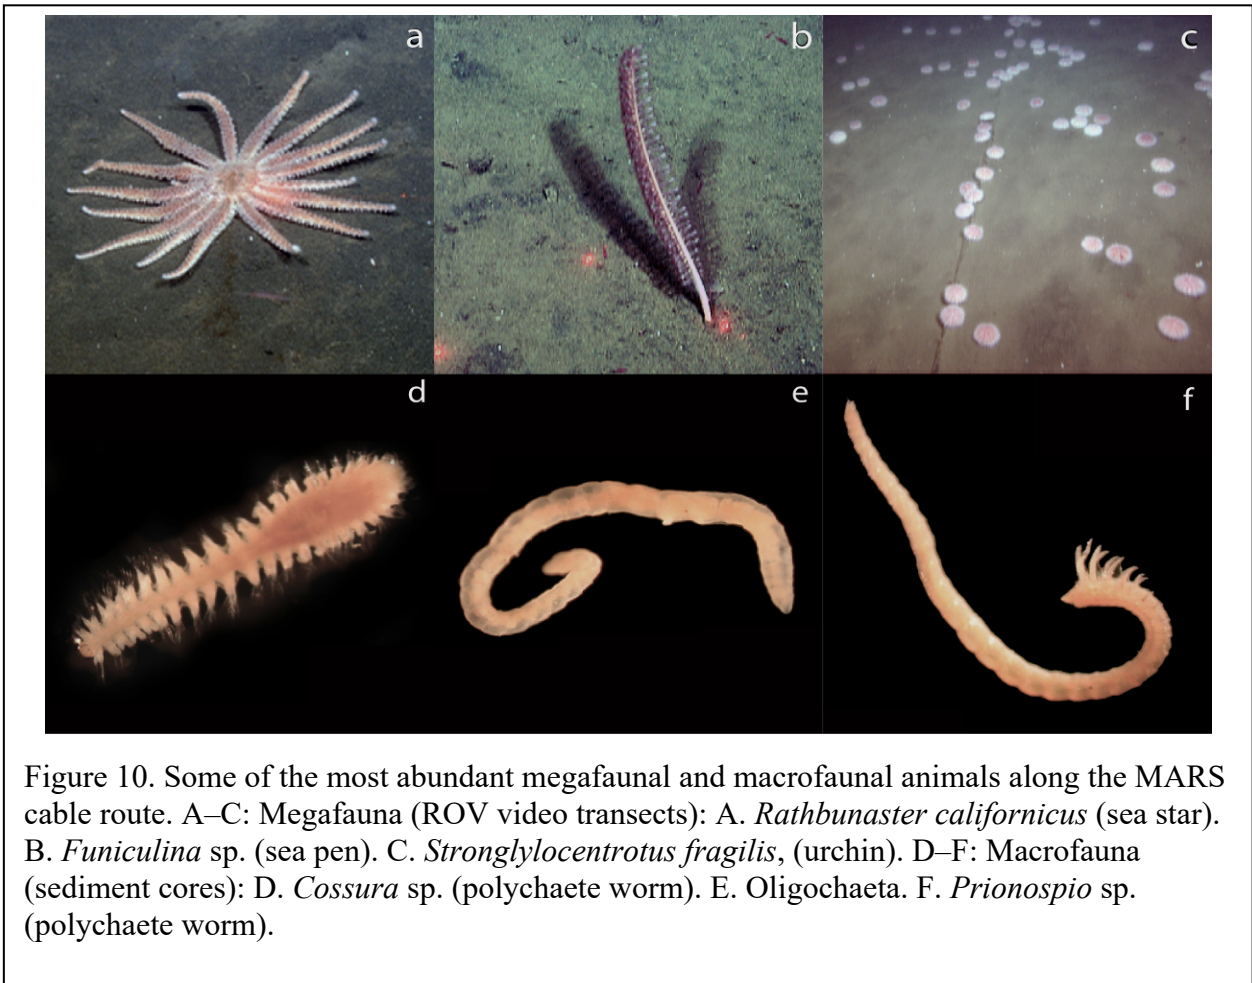 a
b
c
d
e
f
Figure 10. Some of the most abundant megafaunal and macrofaunal animals along the MARS
cable route. A–C: Megafauna (ROV video transects): A. Rathbunaster californicus (sea star).
B. Funiculina sp. (sea pen). C. Stronglylocentrotus fragilis, (urchin). D–F: Macrofauna
(sediment cores): D. Cossura sp. (polychaete worm). E. Oligochaeta. F. Prionospio sp.
(polychaete worm).